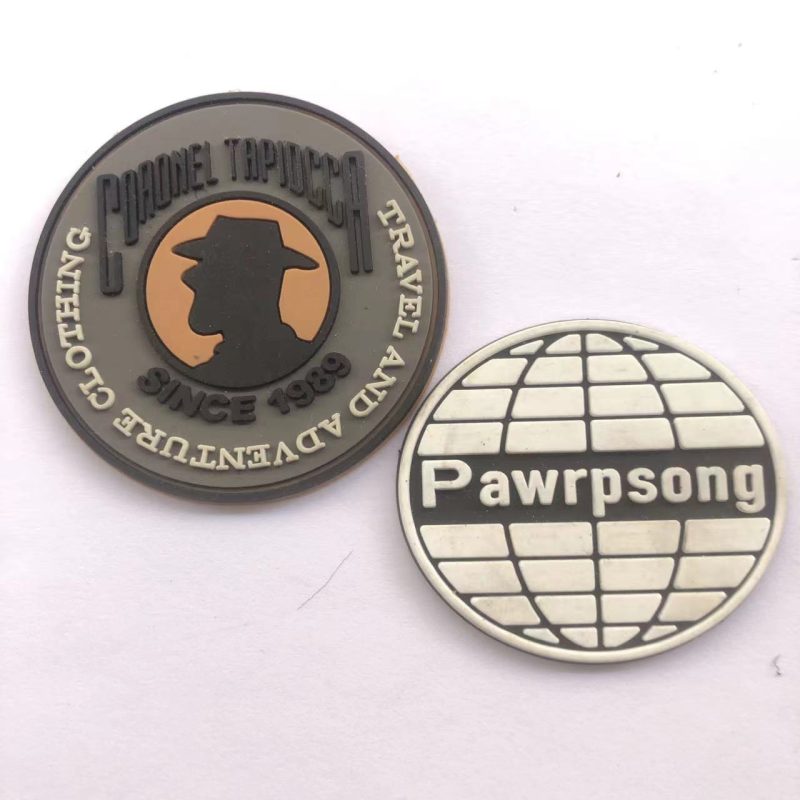 CORONEL TAPIOCCA
TRAVEL AND ADVENTURE CLOTHING
SINCE 1989
Pawrpsong